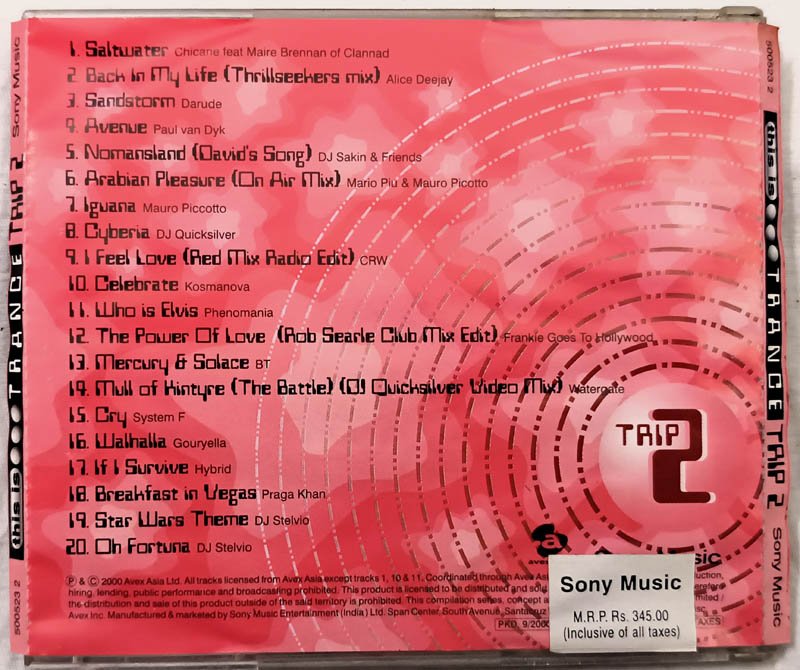 1. Saltwater Chicane feat Maire Brennan of Clannad
2. Back In My Life (Thrillseekers mix) Alice Deejay
3. Sandstorm Darude
4. Avenue Paul van Dyk
5. Nomansland (David's Song) DJ Sakin & Friends
6. Arabian Pleasure (On Air Mix) Mario Piu & Mauro Picotto
7. Iguana Mauro Piccotto
8. Cyberia DJ Quicksilver
9. I Feel Love (Red Mix Radio Edit) CRW
10. Celebrate Kosmanova
11. Who is Elvis Phenomania
12. The Power Of Love (Rob Searle Club Mix Edit) Frankie Goes To Hollywood
13. Mercury & Solace BT
14. Mull of Kintyre (The Battle) (DJ Quicksilver Video Mix) Watergate
15. Cry System F
16. Walhalla Gouryella
17. If I Survive Hybrid
18. Breakfast in Vegas Praga Khan
19. Star Wars Theme DJ Stelvio
20. Oh Fortuna DJ Stelvio
TRIP 2
a
avex
℗ & © 2000 Avex Asia Ltd. All tracks licensed from Avex Asia except tracks 1, 10 & 11. Coordinated through Avex Asia
hiring, lending, public performance and broadcasting prohibited. This product is licensed to be distributed and sold
the distribution and sale of this product outside of the said territory is prohibited. This compilation series, concept
Avex Inc. Manufactured & marketed by Sony Music Entertainment (India) Ltd. Span Center, South Avenue, Santacruz
PKD. 9/2000
AXES
Sony Music
M.R.P. Rs. 345.00
(Inclusive of all taxes)
500523 2 this is... TRANCE TRIP 2 Sony Music
500523 2 this is... TRANCE TRIP 2 Sony Music